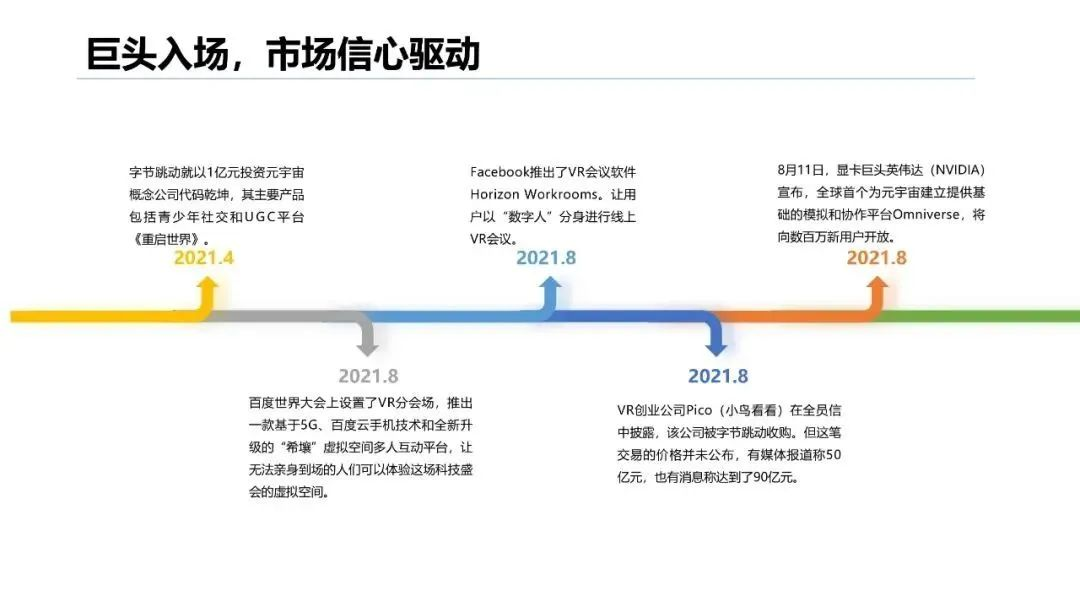 巨头入场，市场信心驱动
字节跳动就以1亿元投资元宇宙
概念公司代码乾坤，其主要产品
包括青少年社交和UGC平台
《重启世界》。
2021.4
百度世界大会上设置了VR分会场，推出
一款基于5G、百度云手机技术和全新升
级的“希壤”虚拟空间多人互动平台，让
无法亲身到场的人们可以体验这场科技盛
会的虚拟空间。
2021.8
Facebook推出了VR会议软件
Horizon Workrooms。让用
户以“数字人”分身进行线上
VR会议。
2021.8
VR创业公司Pico（小鸟看看）在全员信
中披露，该公司被字节跳动收购。但这笔
交易的价格并未公布，有媒体报道称50
亿元，也有消息称达到了90亿元。
2021.8
8月11日，显卡巨头英伟达（NVIDIA）
宣布，全球首个为元宇宙建立提供基
础的模拟和协作平台Omniverse，将
向数百万新用户开放。
2021.8